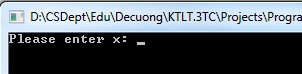 D:\CSDept\Edu\Decuong\KTLT.3TC\Projects\Progra
Please enter x: _